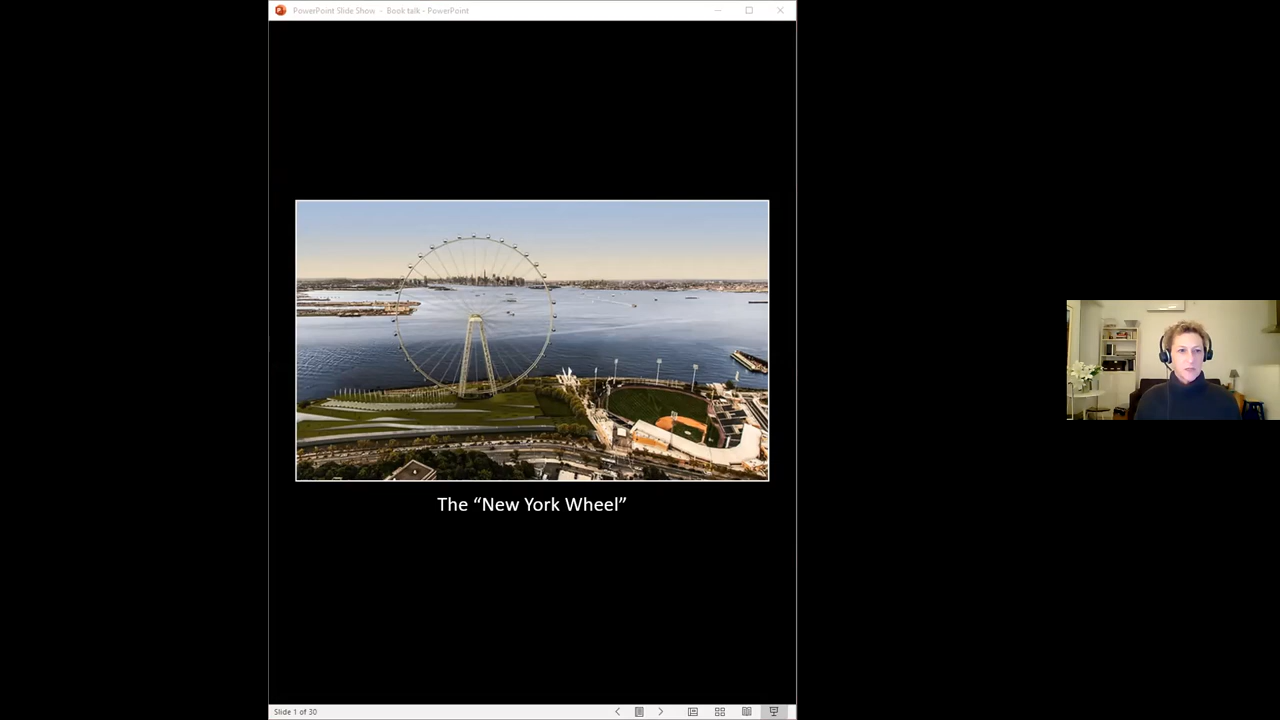 PowerPoint Slide Show - Book talk - PowerPoint
The “New York Wheel”
Slide 1 of 30